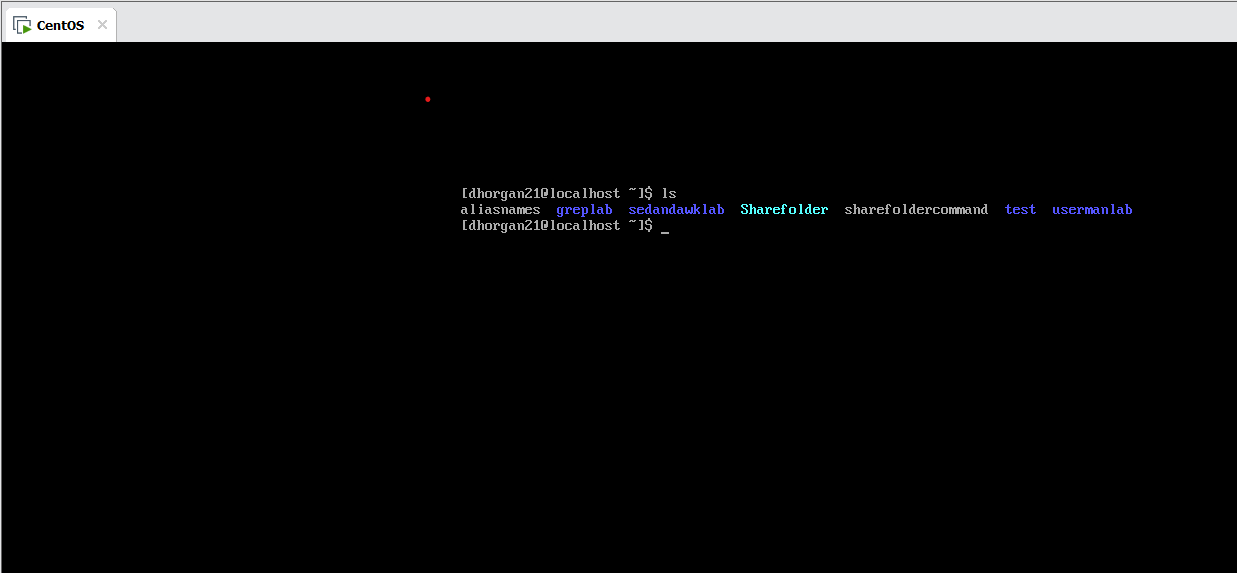 CentOS
[dhorgan21@localhost ~]$ ls
aliasnames  greplab  sedandawklab  Sharefolder  sharefoldercommand  test  usermanlab
[dhorgan21@localhost ~]$ _